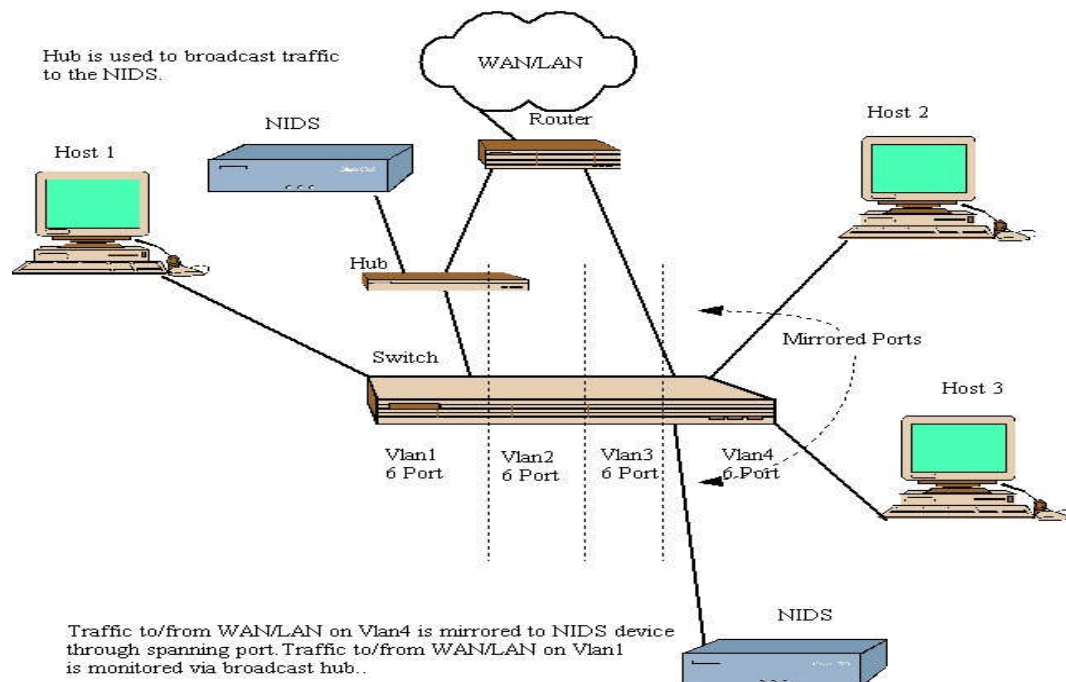 Hub is used to broadcast traffic
to the NIDS.
WAN/LAN
NIDS
Router
Host 2
Host 1
Hub
Mirrored Ports
Switch
Host 3
Vlan1
6 Port
Vlan2
6 Port
Vlan3
6 Port
Vlan4
6 Port
NIDS
Traffic to/from WAN/LAN on Vlan4 is mirrored to NIDS device
through spanning port.Traffic to/from WAN/LAN on Vlan1
is monitored via broadcast hub..